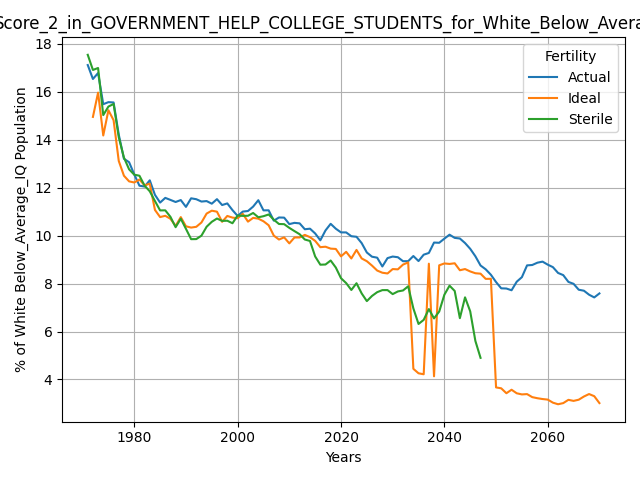 Score_2_in_GOVERNMENT_HELP_COLLEGE_STUDENTS_for_White_Below_Avera
18
16
14
12
10
8
6
4
% of White Below_Average_IQ Population
Fertility
Actual
Ideal
Sterile
1980 2000 2020 2040 2060
Years